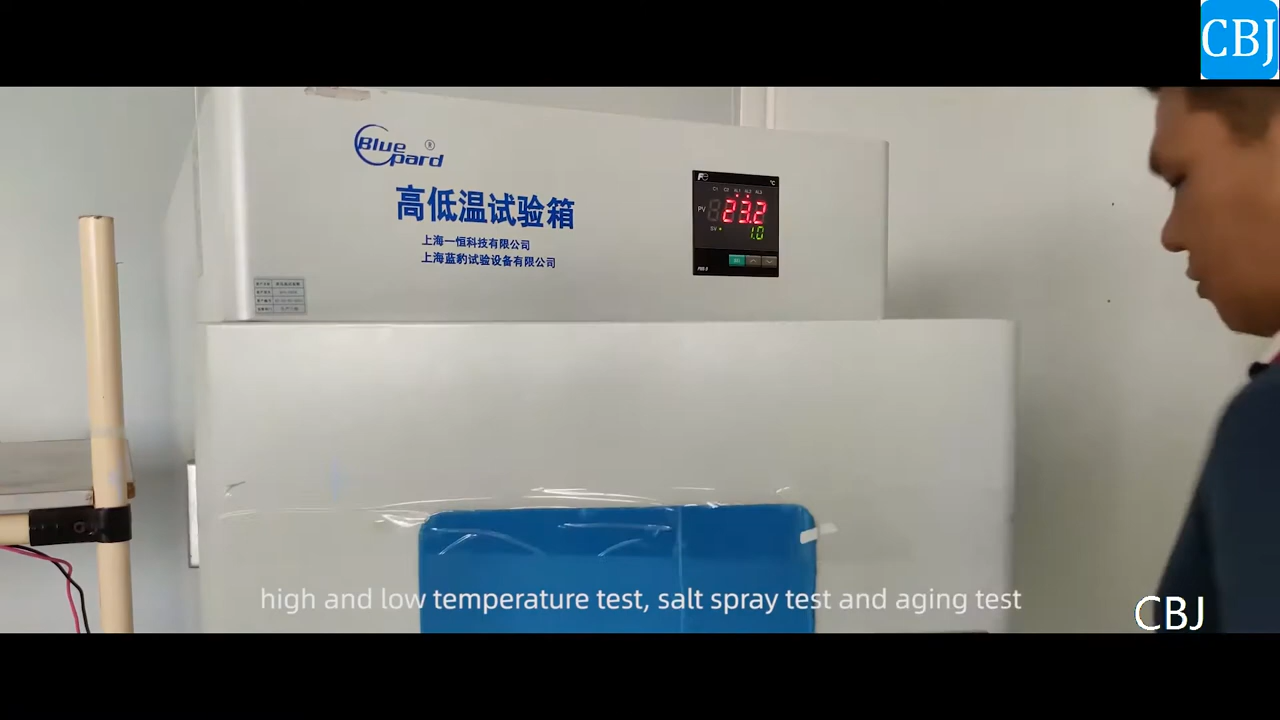 CBJ
Blue pard ®
高低温试验箱
上海一恒科技有限公司
上海蓝豹试验设备有限公司
℃
PV
23.2
SV
1.0
high and low temperature test, salt spray test and aging test
CBJ